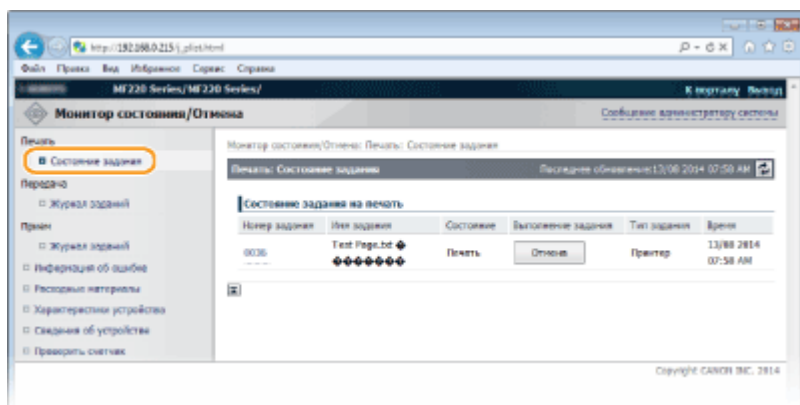 http://192.168.0.215/j_plist.html
Файл Правка Вид Избранное Сервис Справка
MF220 Series/MF220 Series/
К порталу Выход
Монитор состояния/Отмена
Сообщение администратору системы
Печать
Состояние задания
Передача
Журнал заданий
Прием
Журнал заданий
Информация об ошибке
Расходные материалы
Характеристики устройства
Сведения об устройстве
Проверить счетчик
Монитор состояния/Отмена: Печать: Состояние задания
Печать: Состояние задания
Последнее обновление:13/08 2014 07:58 AM
Состояние задания на печать
Номер задания Имя задания Состояние Выполнение задания Тип задания Время
0036 Test Page.txt � ������� Печать Отмена Принтер 13/08 2014 07:58 AM
Copyright CANON INC. 2014